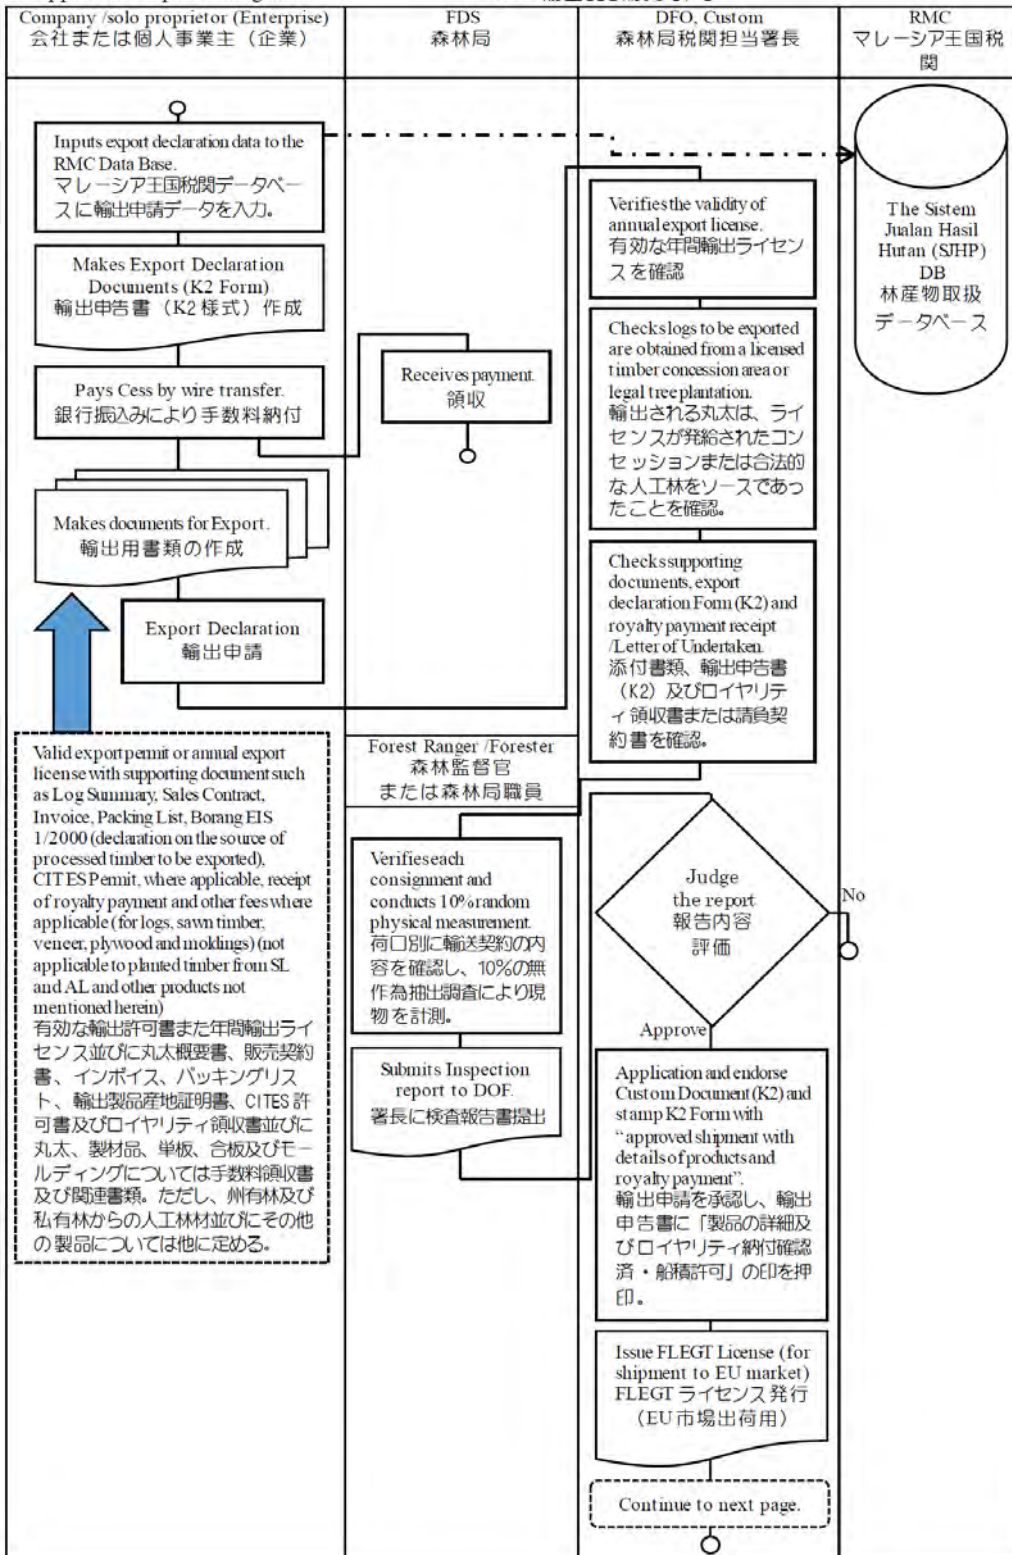 Company /solo proprietor (Enterprise)
会社または個人事業主（企業）
FDS
森林局
DFO, Custom
森林局税関担当署長
RMC
マレーシア王国税
関
Inputs export declaration data to the
RMC Data Base.
マレーシア王国税関データベー
スに輸出申請データを入力。
Makes Export Declaration
Documents (K2 Form)
輸出申告書（K2 様式）作成
Pays Cess by wire transfer.
銀行振込みにより手数料納付
Makes documents for Export.
輸出用書類の作成
Export Declaration
輸出申請
Valid export permit or annual export
license with supporting document such
as Log Summary, Sales Contract,
Invoice, Packing List, Borang EIS
1/2000 (declaration on the source of
processed timber to be exported),
CITES Permit, where applicable, receipt
of royalty payment and other fees where
applicable (for logs, sawn timber,
veneer, plywood and moldings) (not
applicable to planted timber from SL
and AL and other products not
mentioned herein)
有効な輸出許可書また年間輸出ライ
センス並びに丸太概要書、販売契約
書、インボイス、パッキングリス
ト、輸出製品産地証明書、CITES 許
可書及びロイヤリティ領収書並びに
丸太、製材品、単板、合板及びモー
ルディングについては手数料領収書
及び関連書類。ただし、州有林及び
私有林からの人工林材並びにその他
の製品については他に定める。
Receives payment.
領収
Forest Ranger /Forester
森林監督官
または森林局職員
Verifies each
consignment and
conducts 10% random
physical measurement.
荷口別に輸送契約の内
容を確認し、10%の無
作為抽出調査により現
物を計測。
Submits Inspection
report to DOF.
署長に検査報告書提出
Verifies the validity of
annual export license.
有効な年間輸出ライセン
スを確認
Checks logs to be exported
are obtained from a licensed
timber concession area or
legal tree plantation.
輸出される丸太は、ライ
センスが発給されたコン
セッションまたは合法的
な人工林をソースであっ
たことを確認。
Checks supporting
documents, export
declaration Form (K2) and
royalty payment receipt
/Letter of Undertaken.
添付書類、輸出申告書
（K2）及びロイヤリテ
ィ領収書または請負契
約書を確認。
Judge
the report
報告内容
評価
No
Approve
Application and endorse
Custom Document (K2) and
stamp K2 Form with
“approved shipment with
details of products and
royalty payment”.
輸出申請を承認し、輸出
申告書に「製品の詳細及
びロイヤリティ納付確認
済・船積許可」の印を押
印。
Issue FLEGT License (for
shipment to EU market)
FLEGT ライセンス発行
（EU 市場出荷用）
Continue to next page.
The Sistem
Jualan Hasil
Hutan (SJHP)
DB
林産物取扱
データベース